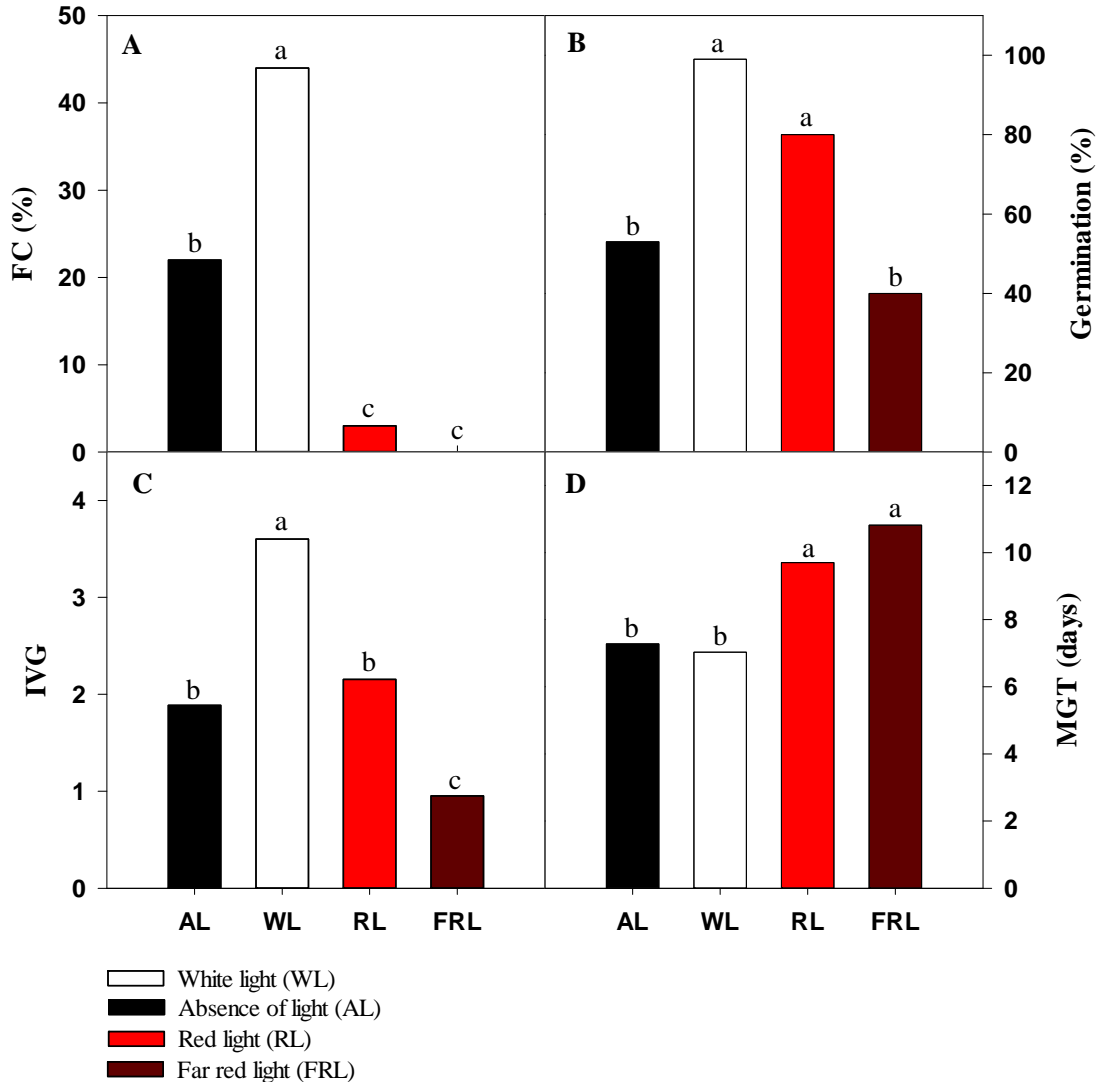 A
FC (%)
50
40
30
20
10
0
b
a
c
c
B
Germination (%)
100
80
60
40
20
0
b
a
a
b
C
IVG
4
3
2
1
0
b
a
b
c
AL WL RL FRL
D
MGT (days)
12
10
8
6
4
2
0
b
b
a
a
AL WL RL FRL
White light (WL)
Absence of light (AL)
Red light (RL)
Far red light (FRL)